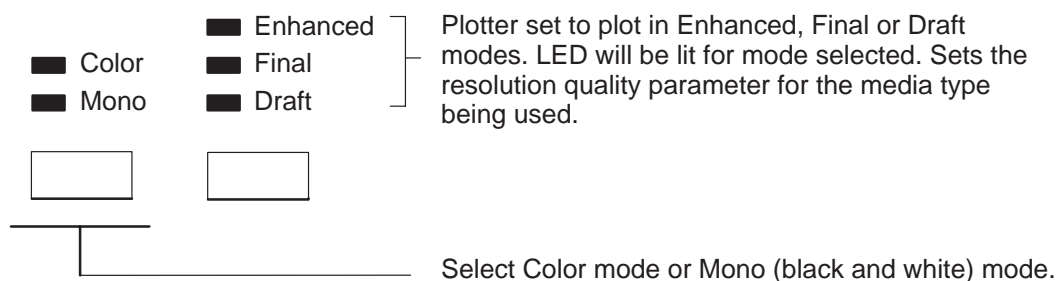 Enhanced
Color Final
Mono Draft
Plotter set to plot in Enhanced, Final or Draft
modes. LED will be lit for mode selected. Sets the
resolution quality parameter for the media type
being used.
Select Color mode or Mono (black and white) mode.